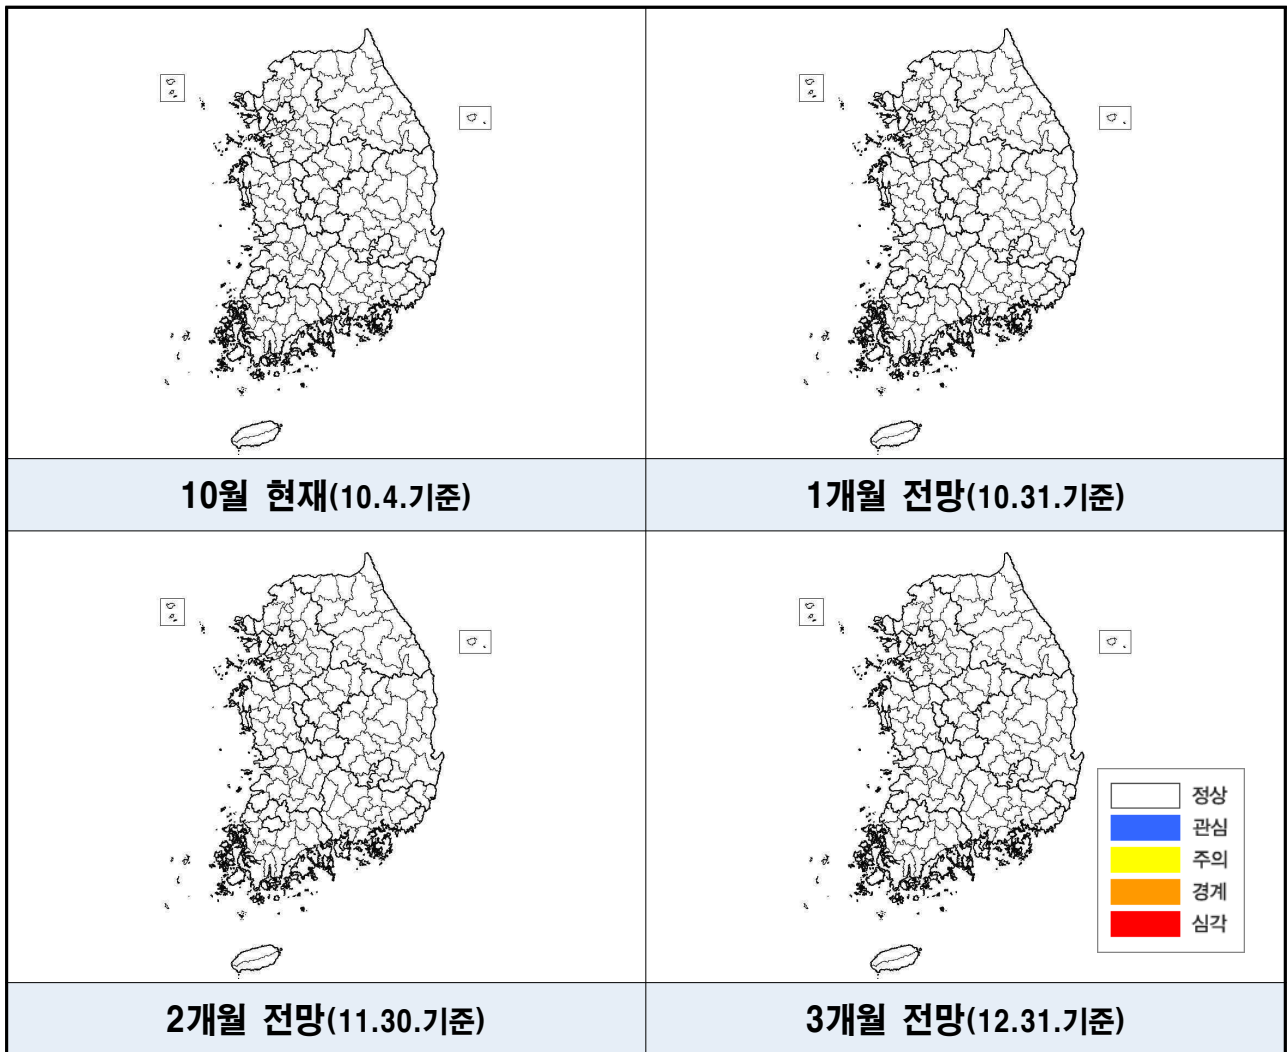 10월 현재(10.4.기준)
1개월 전망(10.31.기준)
정상
관심
주의
경계
심각
2개월 전망(11.30.기준)
3개월 전망(12.31.기준)